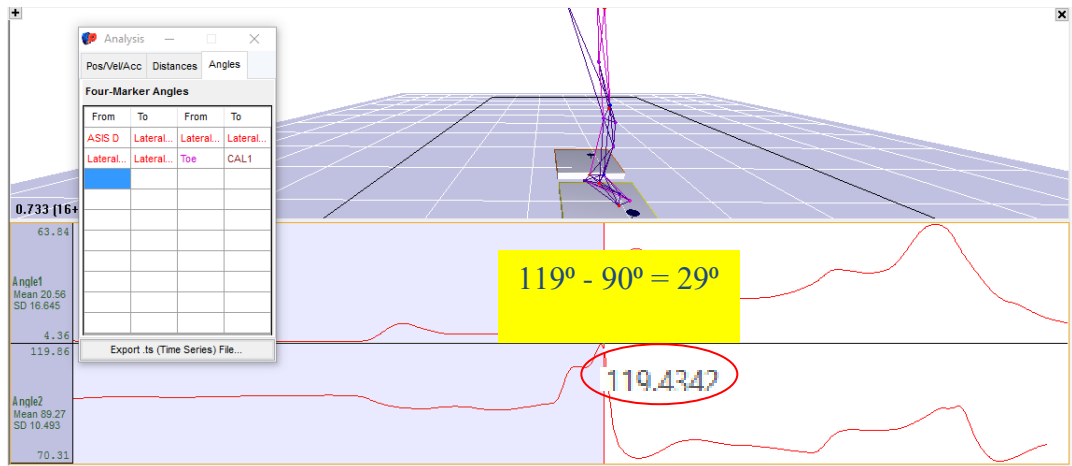 Analysis
Pos/Vel/Acc Distances Angles
Four-Marker Angles
From To From To
ASIS D Lateral... Lateral... Lateral...
Lateral... Lateral... Toe CAL1
Export .ts (Time Series) File...
0.733 (16+
63.84
Angle1
Mean 20.56
SD 16.645
4.36
119º - 90º = 29º
119.86
119.4342
Angle2
Mean 89.27
SD 10.493
70.31